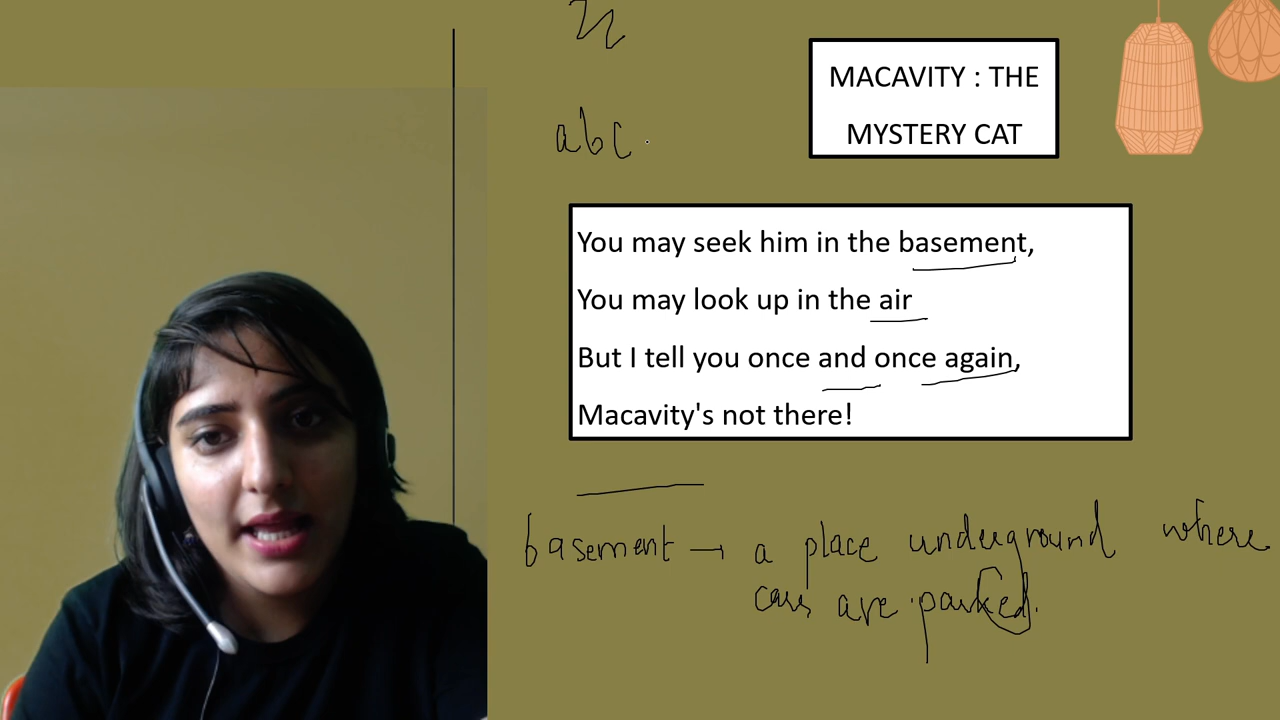 MACAVITY : THE
MYSTERY CAT
abc.
You may seek him in the basement,
You may look up in the air
But I tell you once and once again,
Macavity's not there!
basement → a place underground where
cars are parked.